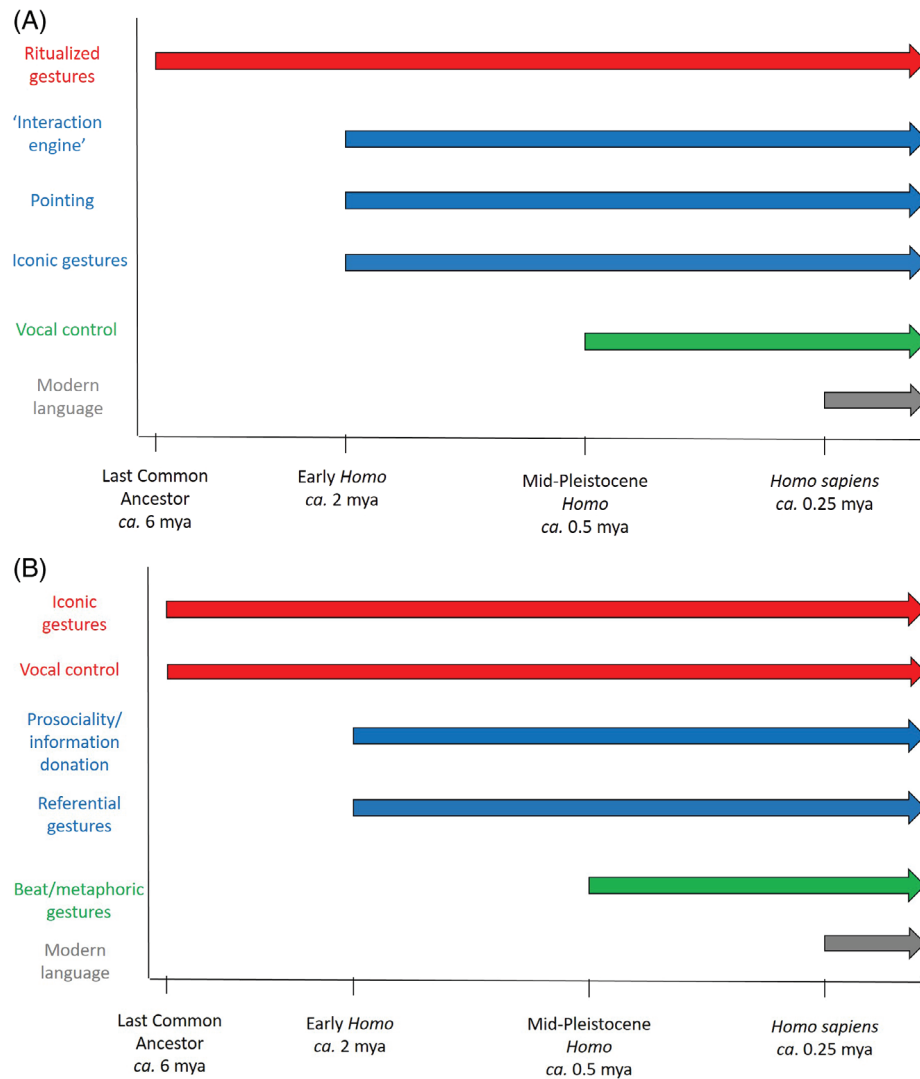 (A)
Ritualized
gestures
‘Interaction
engine’
Pointing
Iconic gestures
Vocal control
Modern
language
Last Common
Ancestor
ca. 6 mya
Early Homo
ca. 2 mya
Mid-Pleistocene
Homo
ca. 0.5 mya
Homo sapiens
ca. 0.25 mya
(B)
Iconic
gestures
Vocal control
Prosociality/
information
donation
Referential
gestures
Beat/metaphoric
gestures
Modern
language
Last Common
Ancestor
ca. 6 mya
Early Homo
ca. 2 mya
Mid-Pleistocene
Homo
ca. 0.5 mya
Homo sapiens
ca. 0.25 mya